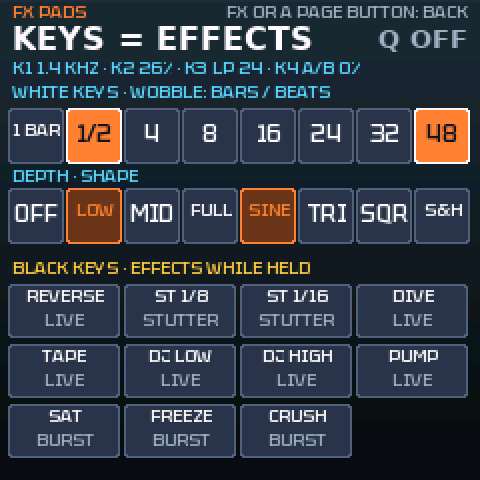 FX PADS FX OR A PAGE BUTTON: BACK
KEYS = EFFECTS Q OFF
K1 1.4 KHZ · K2 26% · K3 LP 24 · K4 A/B 0%
WHITE KEYS · WOBBLE: BARS / BEATS
1 BAR 1/2 4 8 16 24 32 48
DEPTH · SHAPE
OFF LOW MID FULL SINE TRI SQR S&H
BLACK KEYS · EFFECTS WHILE HELD
REVERSE ST 1/8 ST 1/16 DIVE
LIVE STUTTER STUTTER LIVE
TAPE DJ LOW DJ HIGH PUMP
LIVE LIVE LIVE LIVE
SAT FREEZE CRUSH
BURST BURST BURST